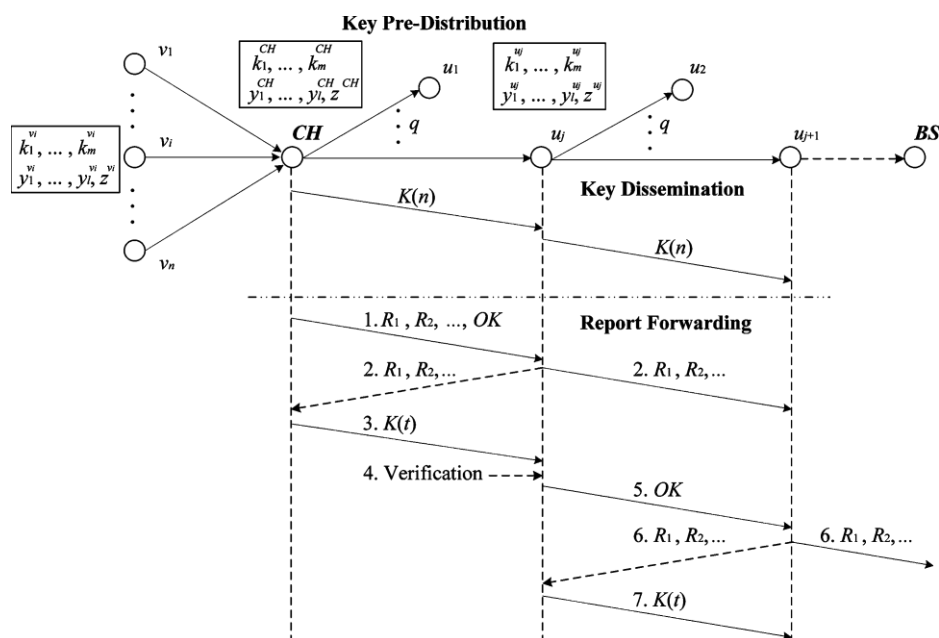 Key Pre-Distribution
v1
k1^CH, ... , km^CH
y1^CH, ... , yl^CH, z^CH
u1
k1^uj, ... , km^uj
y1^uj, ... , yl^uj, z^uj
u2
q
q
vi
k1^vi, ... , km^vi
y1^vi, ... , yl^vi, z^vi
CH
uj
uj+1
BS
vn
Key Dissemination
K(n)
K(n)
Report Forwarding
1. R1 , R2, ..., OK
2. R1 , R2,...
2. R1 , R2,...
3. K(t)
4. Verification
5. OK
6. R1 , R2,...
6. R1 , R2,...
7. K(t)